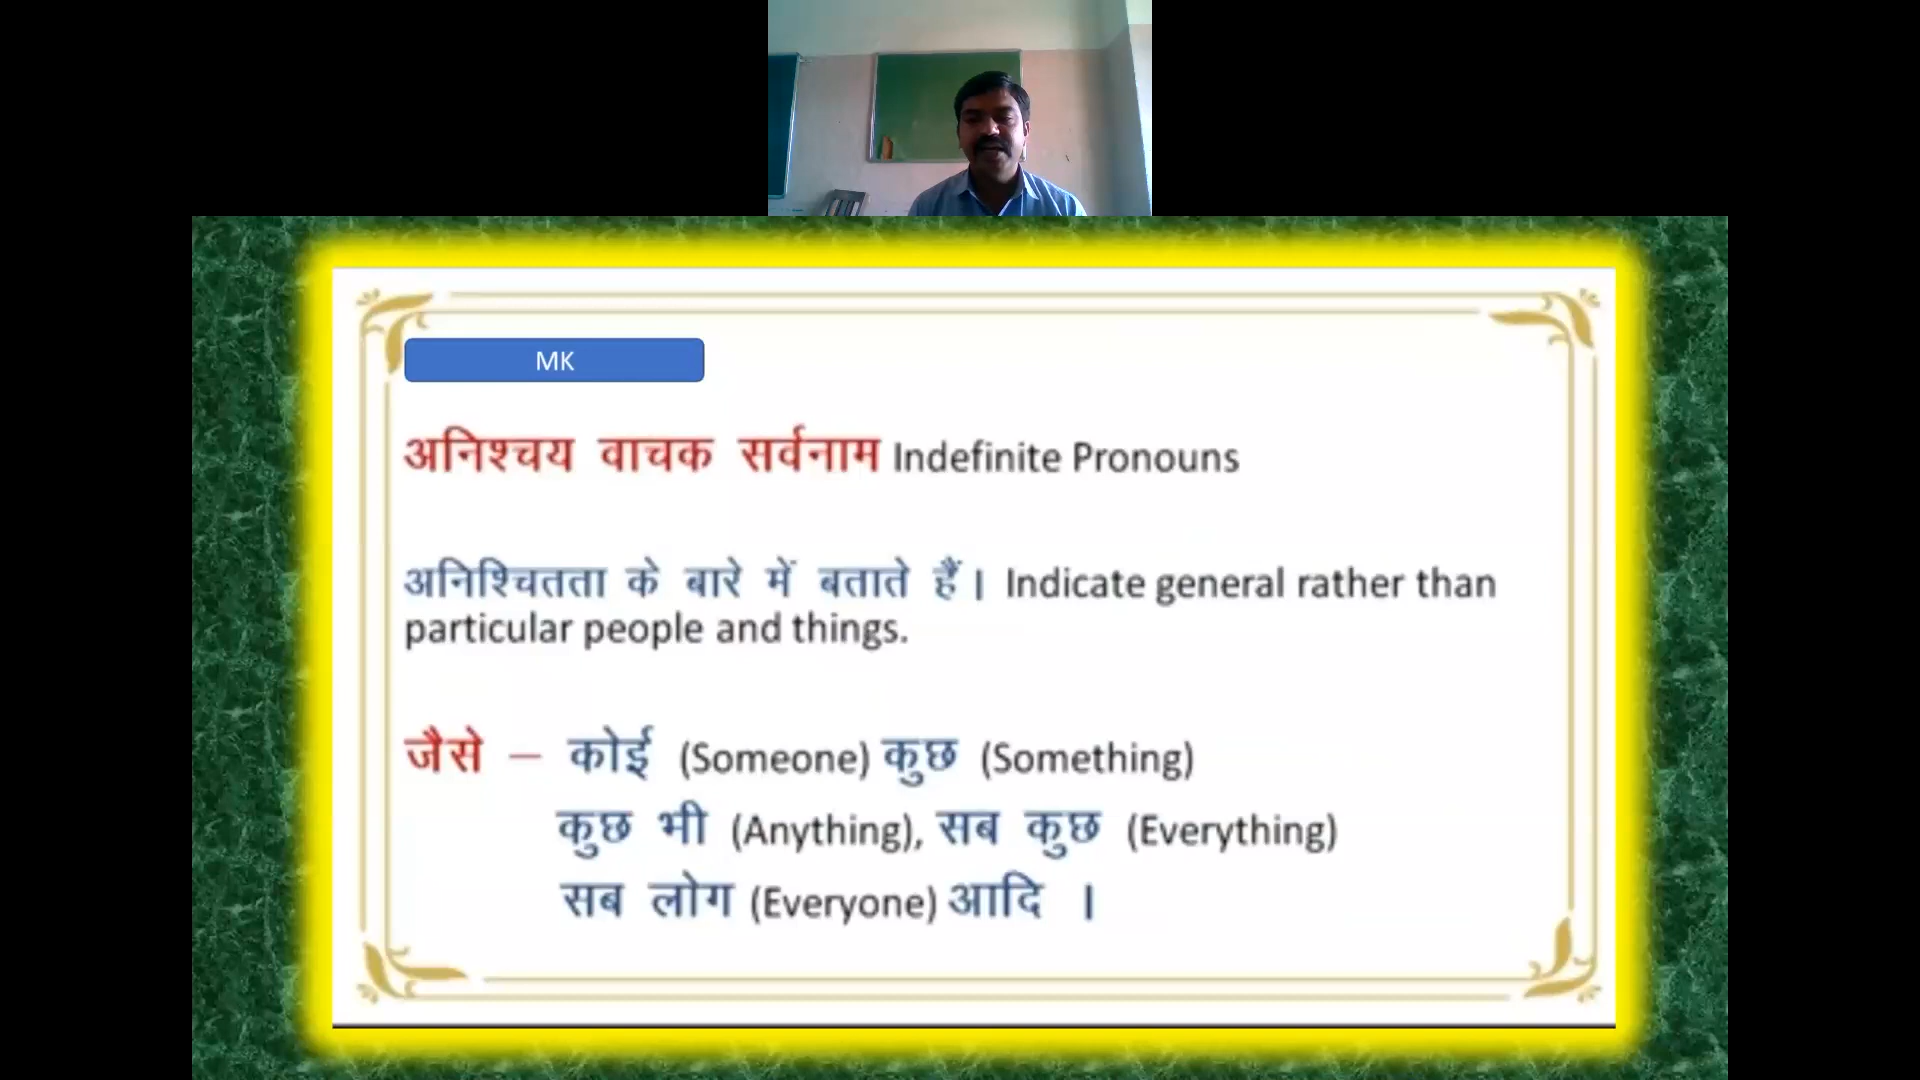 MK
अनिश्चय वाचक सर्वनाम Indefinite Pronouns
अनिश्चितता के बारे में बताते हैं। Indicate general rather than
particular people and things.
जैसे – कोई (Someone) कुछ (Something)
कुछ भी (Anything), सब कुछ (Everything)
सब लोग (Everyone) आदि ।